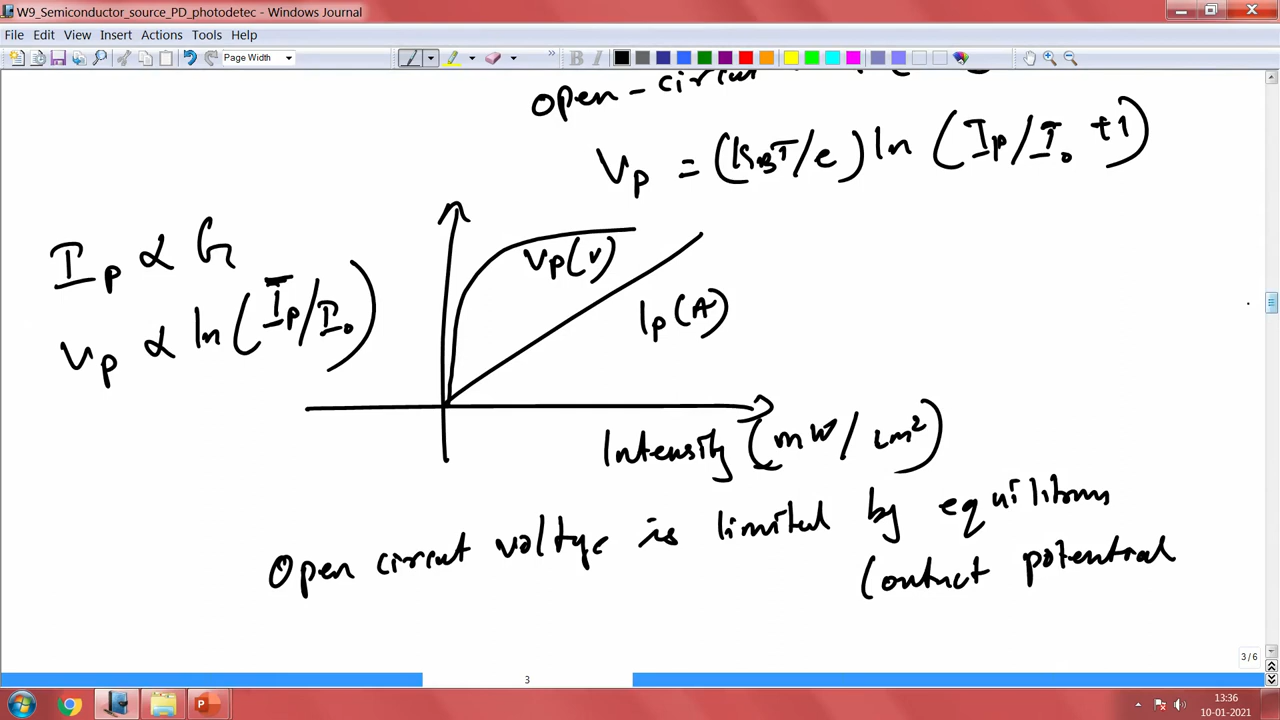 W9_Semiconductor_source_PD_photodetec - Windows Journal
File Edit View Insert Actions Tools Help
Page Width
Open-circuit
Vp = (KBT/e) ln (Ip/I0 +1)
Ip ∝ G
Vp ∝ ln (Ip/I0)
Vp(V)
Ip(A)
Intensity (mW/cm²)
Open circuit voltage is limited by equilibrium
contact potential
3/6
3
13:36
10-01-2021